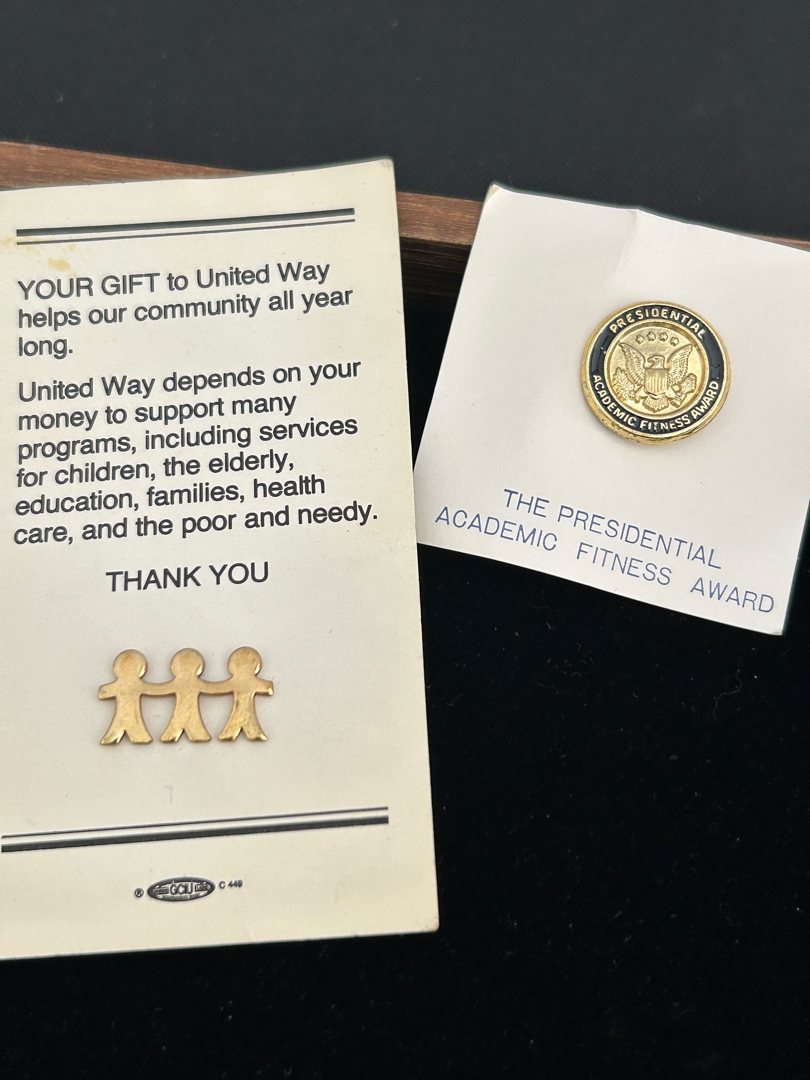 YOUR GIFT to United Way
helps our community all year
long.
United Way depends on your
money to support many
programs, including services
for children, the elderly,
education, families, health
care, and the poor and needy.
THANK YOU
® GCIU C 449
PRESIDENTIAL
ACADEMIC FITNESS AWARD
THE PRESIDENTIAL
ACADEMIC FITNESS AWARD